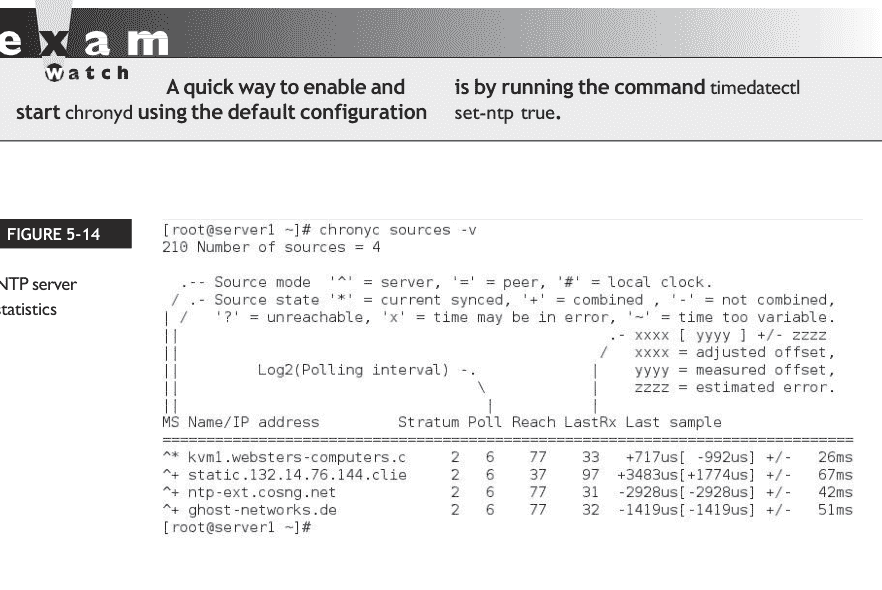 exam
watch
A quick way to enable and
start chronyd using the default configuration
is by running the command timedatectl
set-ntp true.
FIGURE 5-14
NTP server
statistics
[root@server1 ~]# chronyc sources -v
210 Number of sources = 4
.-- Source mode '^' = server, '=' = peer, '#' = local clock.
/ .- Source state '*' = current synced, '+' = combined , '-' = not combined,
| / '?' = unreachable, 'x' = time may be in error, '~' = time too variable.
|| .- xxxx [ yyyy ] +/- zzzz
|| / xxxx = adjusted offset,
|| Log2(Polling interval) -. | yyyy = measured offset,
|| \ | zzzz = estimated error.
|| | |
MS Name/IP address Stratum Poll Reach LastRx Last sample
===============================================================================
^* kvm1.websters-computers.c 2 6 77 33 +717us[ -992us] +/- 26ms
^+ static.132.14.76.144.clie 2 6 37 97 +3483us[+1774us] +/- 67ms
^+ ntp-ext.cosng.net 2 6 77 31 -2928us[-2928us] +/- 42ms
^+ ghost-networks.de 2 6 77 32 -1419us[-1419us] +/- 51ms
[root@server1 ~]#